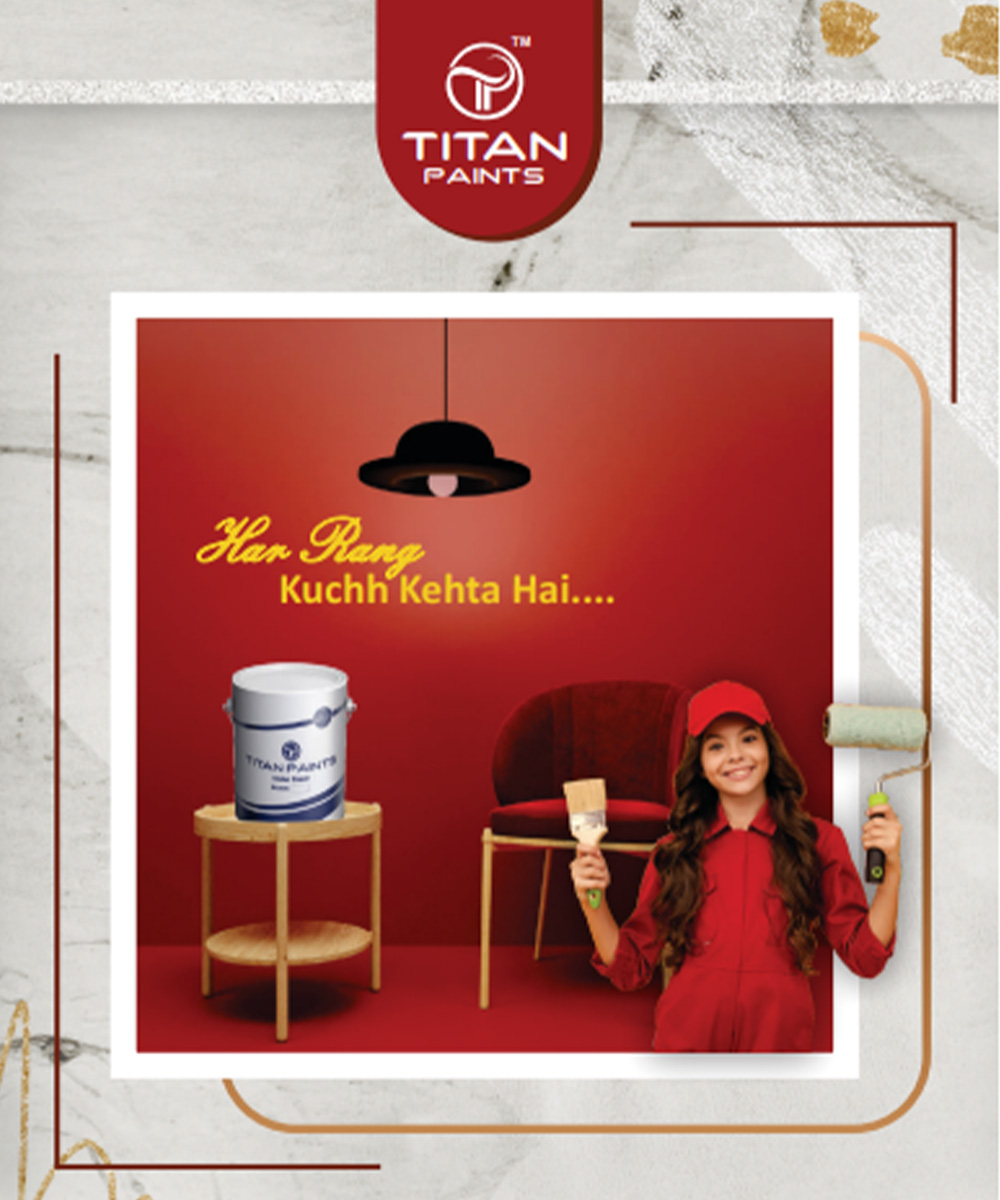 TM
TITAN
PAINTS
Har Rang
Kuchh Kehta Hai....
TITAN PAINTS